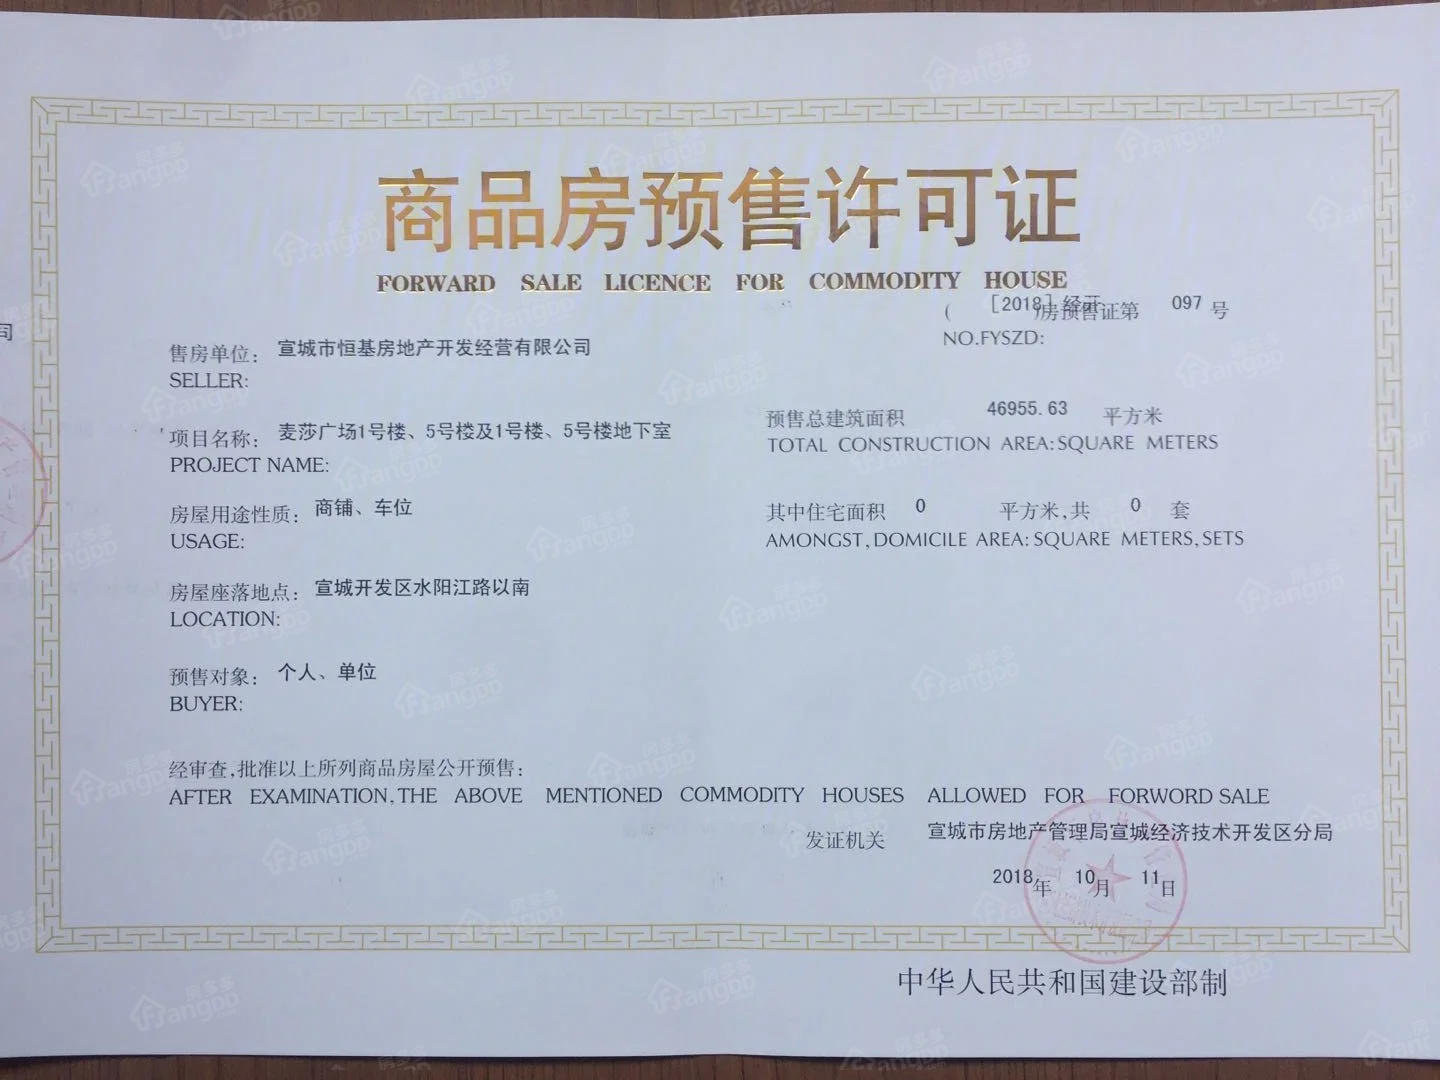 商品房预售许可证
FORWARD SALE LICENCE FOR COMMODITY HOUSE
( [2018]经开 )房预售证第 097 号
NO.FYSZD:
司
售房单位: 宣城市恒基房地产开发经营有限公司
SELLER:
项目名称: 麦莎广场1号楼、5号楼及1号楼、5号楼地下室
PROJECT NAME:
预售总建筑面积 46955.63 平方米
TOTAL CONSTRUCTION AREA:SQUARE METERS
房屋用途性质: 商铺、车位
USAGE:
其中住宅面积 0 平方米,共 0 套
AMONGST,DOMICILE AREA:SQUARE METERS,SETS
房屋座落地点: 宣城开发区水阳江路以南
LOCATION:
预售对象: 个人、单位
BUYER:
经审查,批准以上所列商品房屋公开预售:
AFTER EXAMINATION,THE ABOVE MENTIONED COMMODITY HOUSES ALLOWED FOR FORWORD SALE
发证机关 宣城市房地产管理局宣城经济技术开发区分局
2018年 10月 11日
中华人民共和国建设部制
房多多
Fangdd